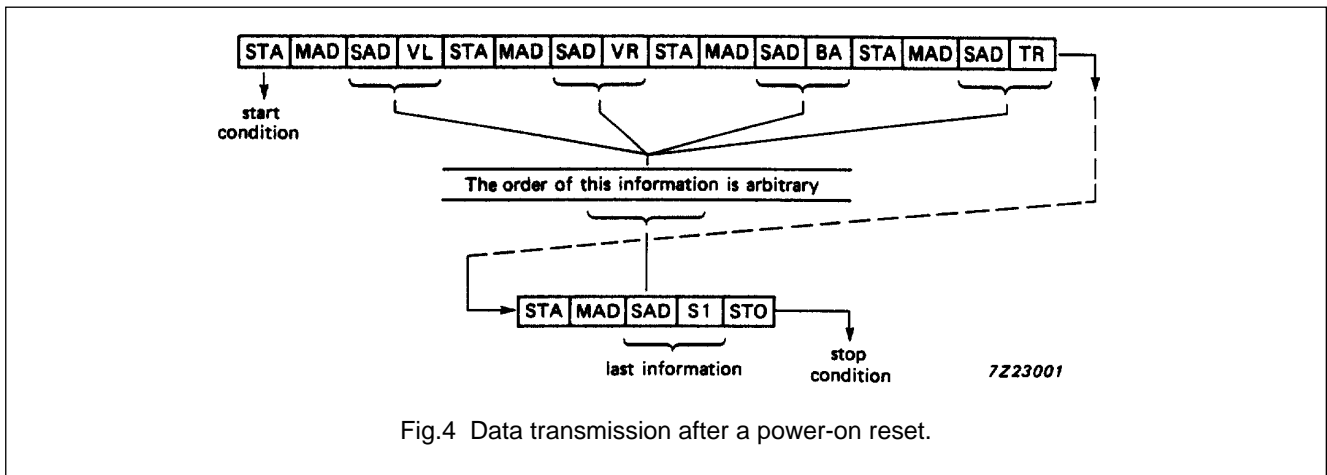 STA MAD SAD VL STA MAD SAD VR STA MAD SAD BA STA MAD SAD TR
start
condition
The order of this information is arbitrary
STA MAD SAD S1 STO
last information
stop
condition
7Z23001
Fig.4 Data transmission after a power-on reset.